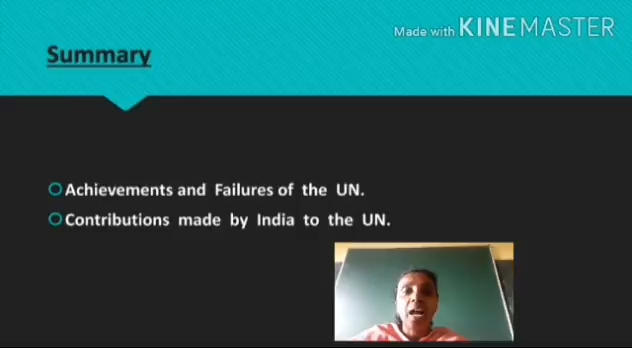 Made with KINEMASTER
Summary
Achievements and Failures of the UN.
Contributions made by India to the UN.